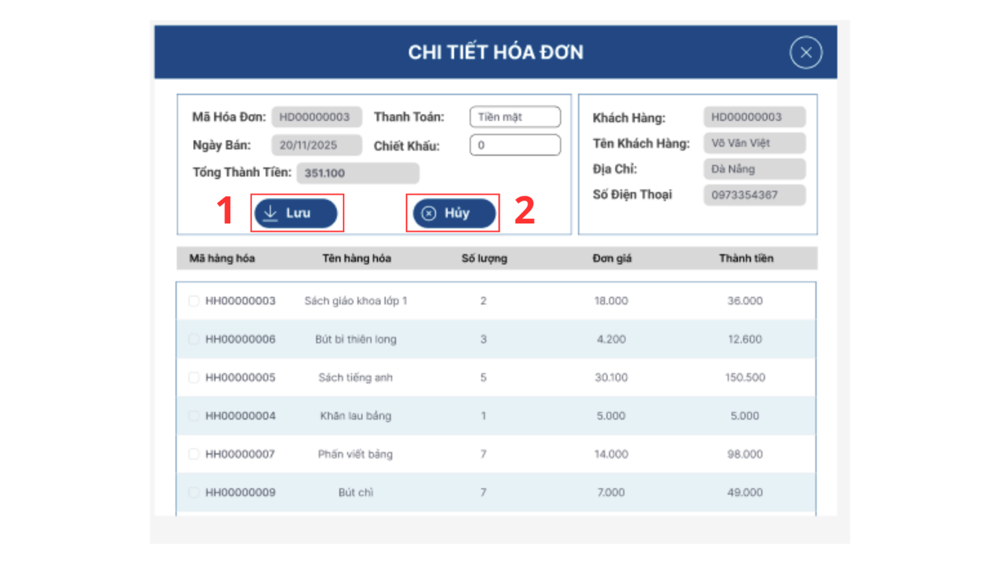 CHI TIẾT HÓA ĐƠN
Mã Hóa Đơn: HD00000003 Thanh Toán: Tiền mặt
Ngày Bán: 20/11/2025 Chiết Khấu: 0
Tổng Thành Tiền: 351.100
1 Lưu Hủy 2
Khách Hàng: HD00000003
Tên Khách Hàng: Võ Văn Việt
Địa Chỉ: Đà Nẵng
Số Điện Thoại 0973354367
Mã hàng hóa Tên hàng hóa Số lượng Đơn giá Thành tiền
HH00000003 Sách giáo khoa lớp 1 2 18.000 36.000
HH00000006 Bút bi thiên long 3 4.200 12.600
HH00000005 Sách tiếng anh 5 30.100 150.500
HH00000004 Khăn lau bảng 1 5.000 5.000
HH00000007 Phấn viết bảng 7 14.000 98.000
HH00000009 Bút chì 7 7.000 49.000